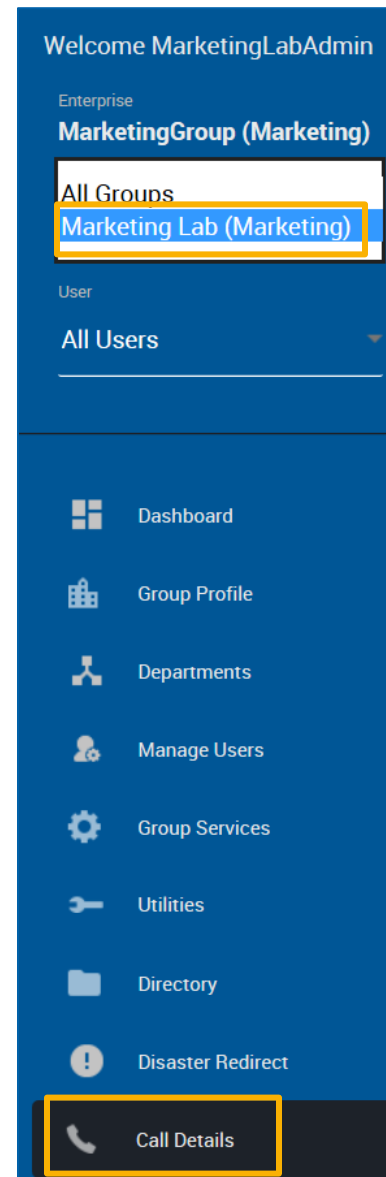 Welcome MarketingLabAdmin
Enterprise
MarketingGroup (Marketing)
All Groups
Marketing Lab (Marketing)
User
All Users
Dashboard
Group Profile
Departments
Manage Users
Group Services
Utilities
Directory
Disaster Redirect
Call Details